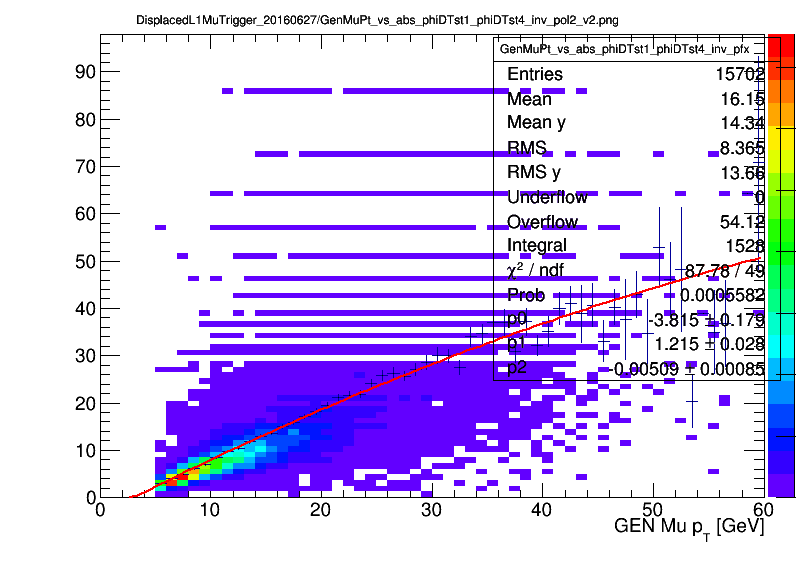 DisplacedL1MuTrigger_20160627/GenMuPt_vs_abs_phiDTst1_phiDTst4_inv_pol2_v2.png
GenMuPt_vs_abs_phiDTst1_phiDTst4_inv_pfx
Entries 15702
Mean 16.15
Mean y 14.34
RMS 8.365
RMS y 13.66
Underflow 0
Overflow 54.12
Integral 1528
χ² / ndf 87.78 / 49
Prob 0.0005582
p0 -3.815 ± 0.179
p1 1.215 ± 0.028
p2 -0.00509 ± 0.00085
90
80
70
60
50
40
30
20
10
0
0 10 20 30 40 50 60
GEN Mu p_T [GeV]